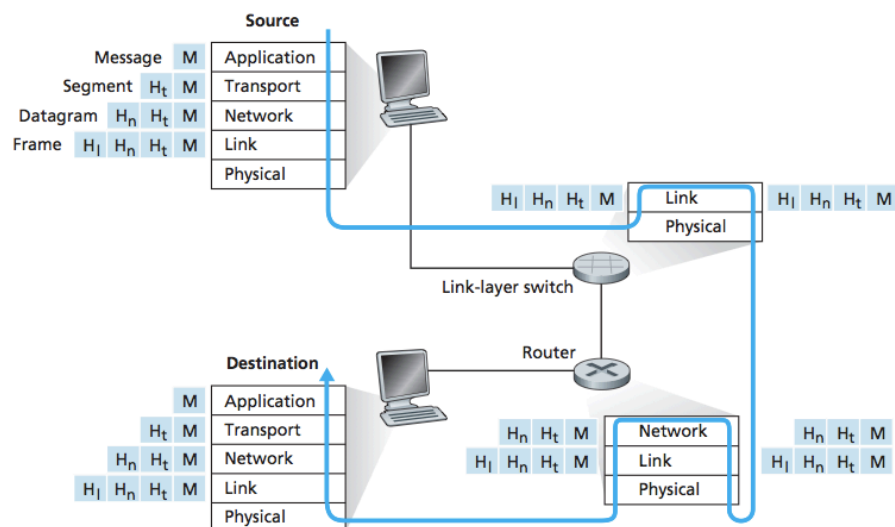 Source
Message M Application
Segment Ht M Transport
Datagram Hn Ht M Network
Frame Hl Hn Ht M Link
Physical
Hl Hn Ht M Link Hl Hn Ht M
Physical
Link-layer switch
Router
Destination
M Application
Ht M Transport
Hn Ht M Network
Hl Hn Ht M Link
Physical
Hn Ht M Network Hn Ht M
Hl Hn Ht M Link Hl Hn Ht M
Physical